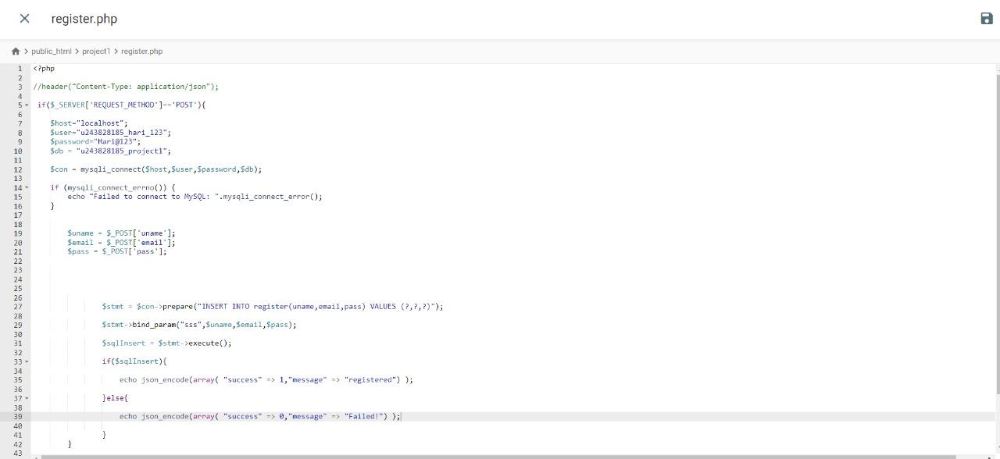 register.php
public_html > project1 > register.php
1 <?php
2
3 //header("Content-Type: application/json");
4
5 if($_SERVER['REQUEST_METHOD']=='POST'){
6
7 $host="localhost";
8 $user="u243828185_hari_123";
9 $password="Hari@123";
10 $db = "u243828185_project1";
11
12 $con = mysqli_connect($host,$user,$password,$db);
13
14 if (mysqli_connect_errno()) {
15 echo "Failed to connect to MySQL: ".mysqli_connect_error();
16 }
17
18
19 $uname = $_POST['uname'];
20 $email = $_POST['email'];
21 $pass = $_POST['pass'];
22
23
24
25
26
27 $stmt = $con->prepare("INSERT INTO register(uname,email,pass) VALUES (?,?,?)");
28
29 $stmt->bind_param("sss",$uname,$email,$pass);
30
31 $sqlInsert = $stmt->execute();
32
33 if($sqlInsert){
34
35 echo json_encode(array( "success" => 1,"message" => "registered") );
36
37 }else{
38
39 echo json_encode(array( "success" => 0,"message" => "Failed!") );
40
41 }
42 }
43